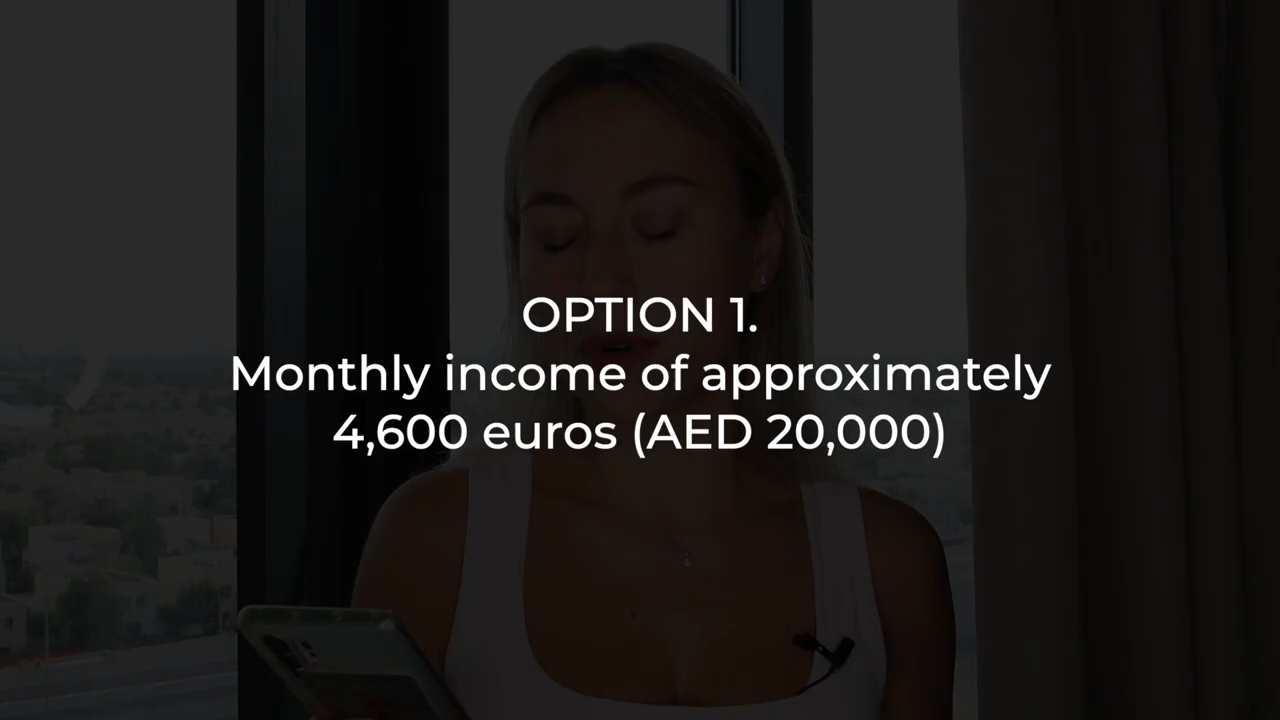 OPTION 1.
Monthly income of approximately
4,600 euros (AED 20,000)